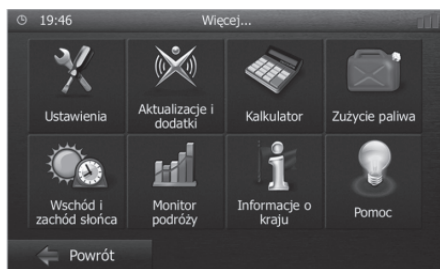 19:46 Więcej...
Ustawienia
Aktualizacje i
dodatki
Kalkulator
Zużycie paliwa
Wschód i
zachód słońca
Monitor
podróży
Informacje o
kraju
Pomoc
Powrót